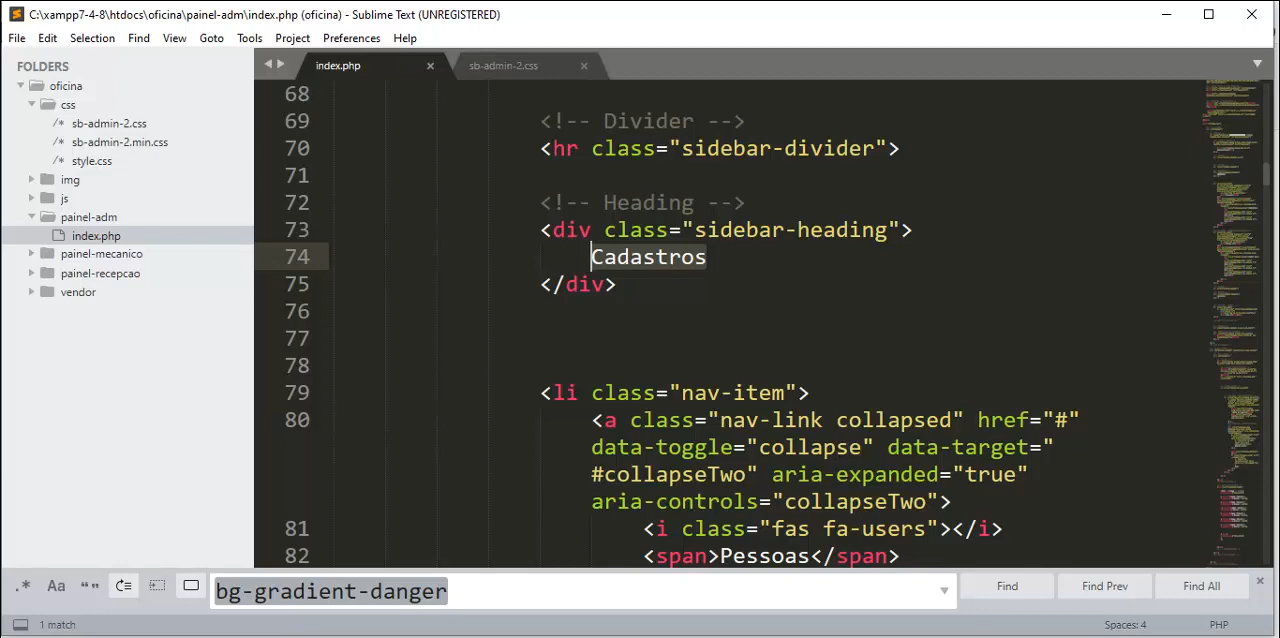 C:\xampp7-4-8\htdocs\oficina\painel-adm\index.php (oficina) - Sublime Text (UNREGISTERED)
File Edit Selection Find View Goto Tools Project Preferences Help
FOLDERS
oficina
css
/* sb-admin-2.css
/* sb-admin-2.min.css
/* style.css
img
js
painel-adm
index.php
painel-mecanico
painel-recepcao
vendor
index.php
sb-admin-2.css
68
69 <!-- Divider -->
70 <hr class="sidebar-divider">
71
72 <!-- Heading -->
73 <div class="sidebar-heading">
74 Cadastros
75 </div>
76
77
78
79 <li class="nav-item">
80 <a class="nav-link collapsed" href="#"
data-toggle="collapse" data-target="
#collapseTwo" aria-expanded="true"
aria-controls="collapseTwo">
81 <i class="fas fa-users"></i>
82 <span>Pessoas</span>
.* Aa “” bg-gradient-danger Find Find Prev Find All
1 match Spaces: 4 PHP